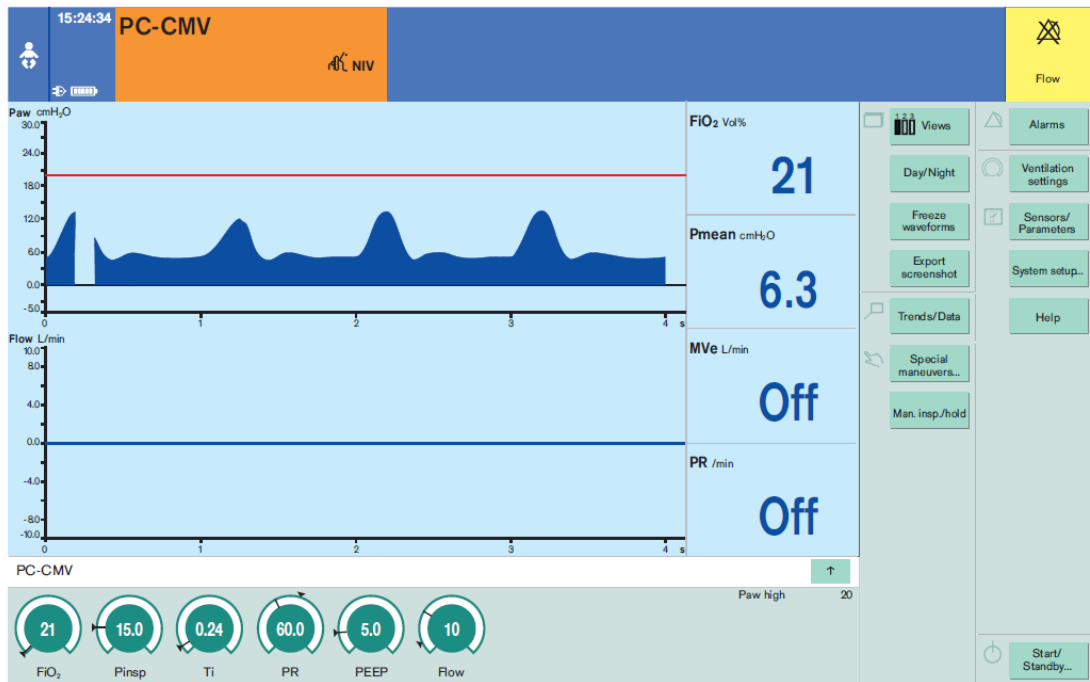 15:24:34
PC-CMV
NIV
Flow
Paw cmH₂O
30.0
24.0
18.0
12.0
6.0
0.0
-5.0
0 1 2 3 4 s
Flow L/min
10.0
8.0
4.0
0.0
-4.0
-8.0
-10.0
0 1 2 3 4 s
FiO₂ Vol%
21
Pmean cmH₂O
6.3
MVe L/min
Off
PR /min
Off
1 2 3
Views
Day/Night
Freeze
waveforms
Export
screenshot
Trends/Data
Special
maneuvers...
Man. insp./hold
Alarms
Ventilation
settings
Sensors/
Parameters
System setup...
Help
Start/
Standby...
PC-CMV
Paw high 20
21 15.0 0.24 60.0 5.0 10
FiO₂ Pinsp Ti PR PEEP Flow